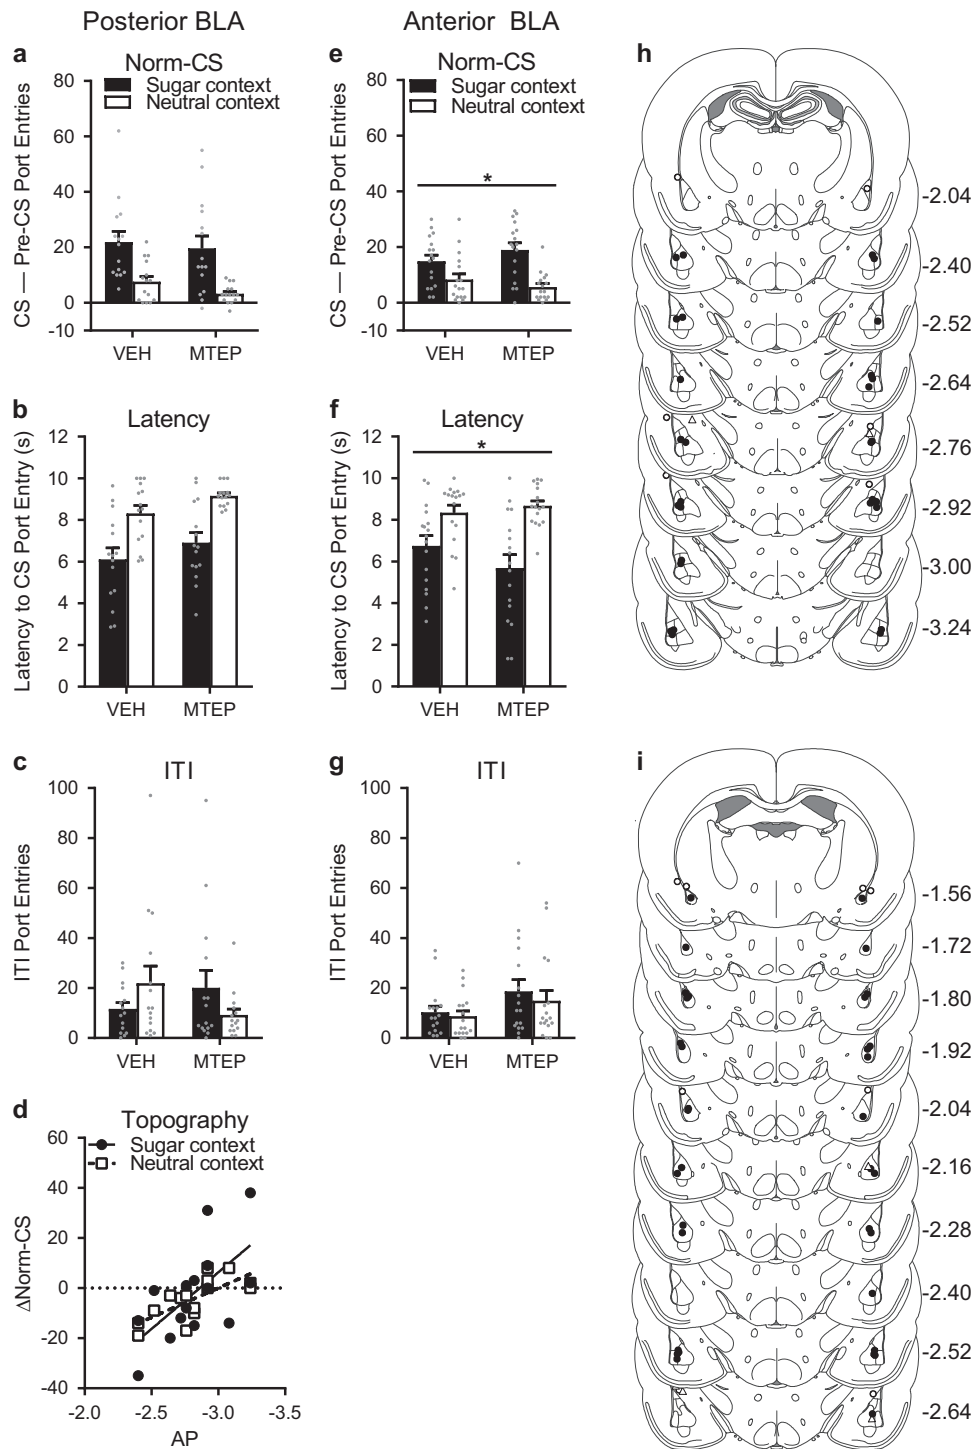 Posterior BLA
Anterior BLA
a
Norm-CS
Sugar context
Neutral context
CS — Pre-CS Port Entries
80
60
40
20
0
-10
VEH
MTEP
e
Norm-CS
Sugar context
Neutral context
CS — Pre-CS Port Entries
80
60
40
20
0
-10
*
VEH
MTEP
b
Latency
Latency to CS Port Entry (s)
12
10
8
6
4
2
0
VEH
MTEP
f
Latency
Latency to CS Port Entry (s)
12
10
8
6
4
2
0
*
VEH
MTEP
c
ITI
ITI Port Entries
100
80
60
40
20
0
VEH
MTEP
g
ITI
ITI Port Entries
100
80
60
40
20
0
VEH
MTEP
d
Topography
Sugar context
Neutral context
ΔNorm-CS
60
40
20
0
-20
-40
-2.0
-2.5
-3.0
-3.5
AP
h
-2.04
-2.40
-2.52
-2.64
-2.76
-2.92
-3.00
-3.24
i
-1.56
-1.72
-1.80
-1.92
-2.04
-2.16
-2.28
-2.40
-2.52
-2.64